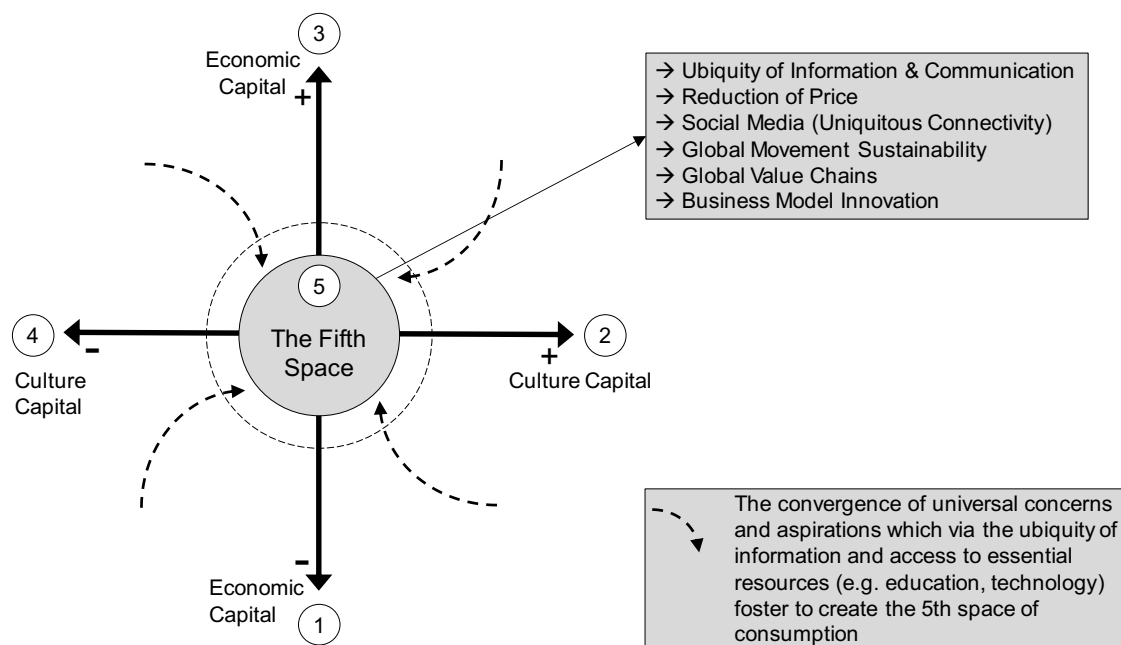 3
Economic
Capital
+
→ Ubiquity of Information & Communication
→ Reduction of Price
→ Social Media (Uniquitous Connectivity)
→ Global Movement Sustainability
→ Global Value Chains
→ Business Model Innovation
5
The Fifth
Space
4
-
Culture
Capital
2
+
Culture Capital
-
Economic
Capital
1
The convergence of universal concerns
and aspirations which via the ubiquity of
information and access to essential
resources (e.g. education, technology)
foster to create the 5th space of
consumption